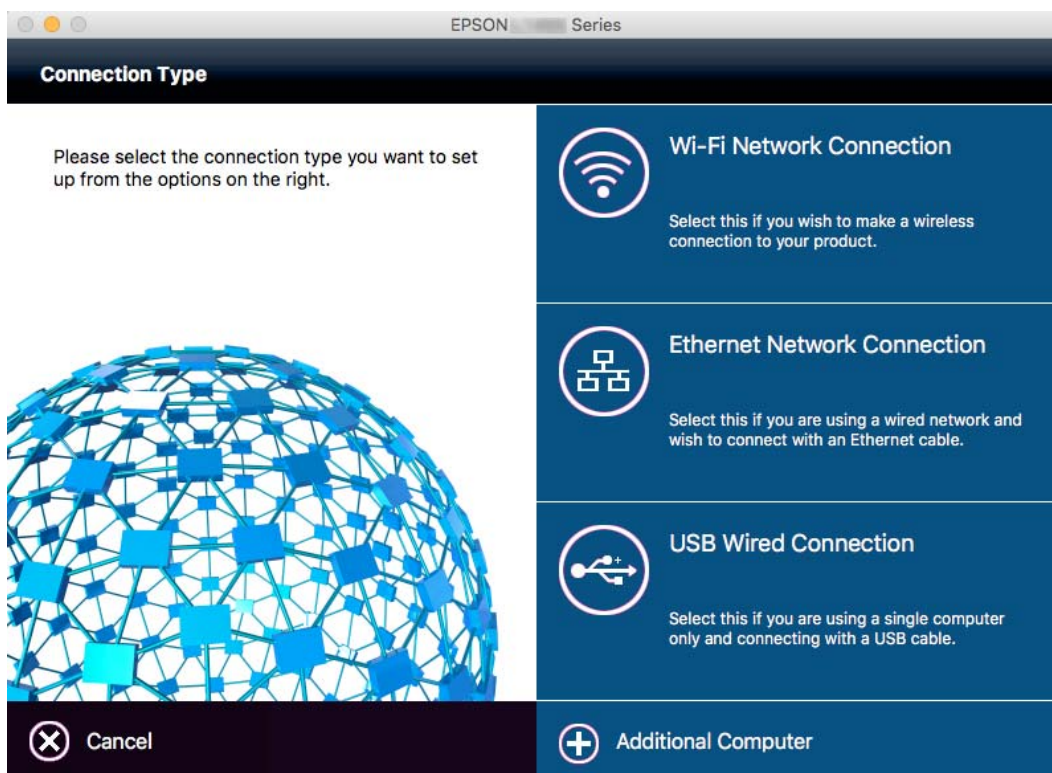 EPSON Series
Connection Type
Please select the connection type you want to set
up from the options on the right.
Wi-Fi Network Connection
Select this if you wish to make a wireless
connection to your product.
Ethernet Network Connection
Select this if you are using a wired network and
wish to connect with an Ethernet cable.
USB Wired Connection
Select this if you are using a single computer
only and connecting with a USB cable.
Cancel
Additional Computer